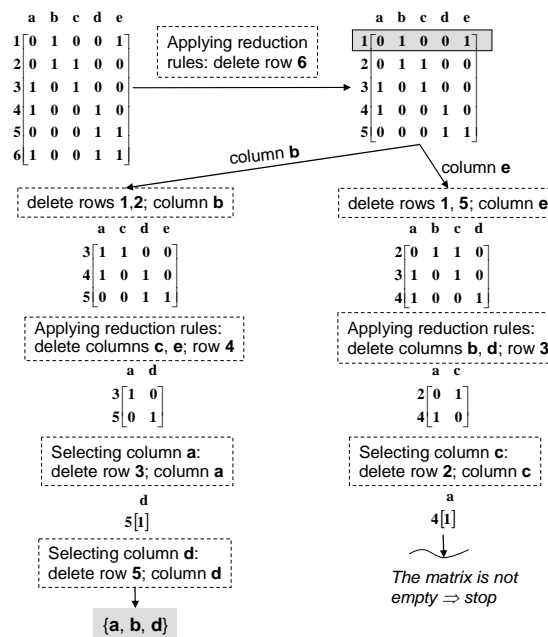 a b c d e
1 0 1 0 0 1
2 0 1 1 0 0
3 1 0 1 0 0
4 1 0 0 1 0
5 0 0 0 1 1
6 1 0 0 1 1
Applying reduction
rules: delete row 6
a b c d e
1 0 1 0 0 1
2 0 1 1 0 0
3 1 0 1 0 0
4 1 0 0 1 0
5 0 0 0 1 1
column b
column e
delete rows 1,2; column b
a c d e
3 1 1 0 0
4 1 0 1 0
5 0 0 1 1
Applying reduction rules:
delete columns c, e; row 4
a d
3 1 0
5 0 1
Selecting column a:
delete row 3; column a
d
5[1]
Selecting column d:
delete row 5; column d
{a, b, d}
delete rows 1, 5; column e
a b c d
2 0 1 1 0
3 1 0 1 0
4 1 0 0 1
Applying reduction rules:
delete columns b, d; row 3
a c
2 0 1
4 1 0
Selecting column c:
delete row 2; column c
a
4[1]
The matrix is not
empty ⇒ stop